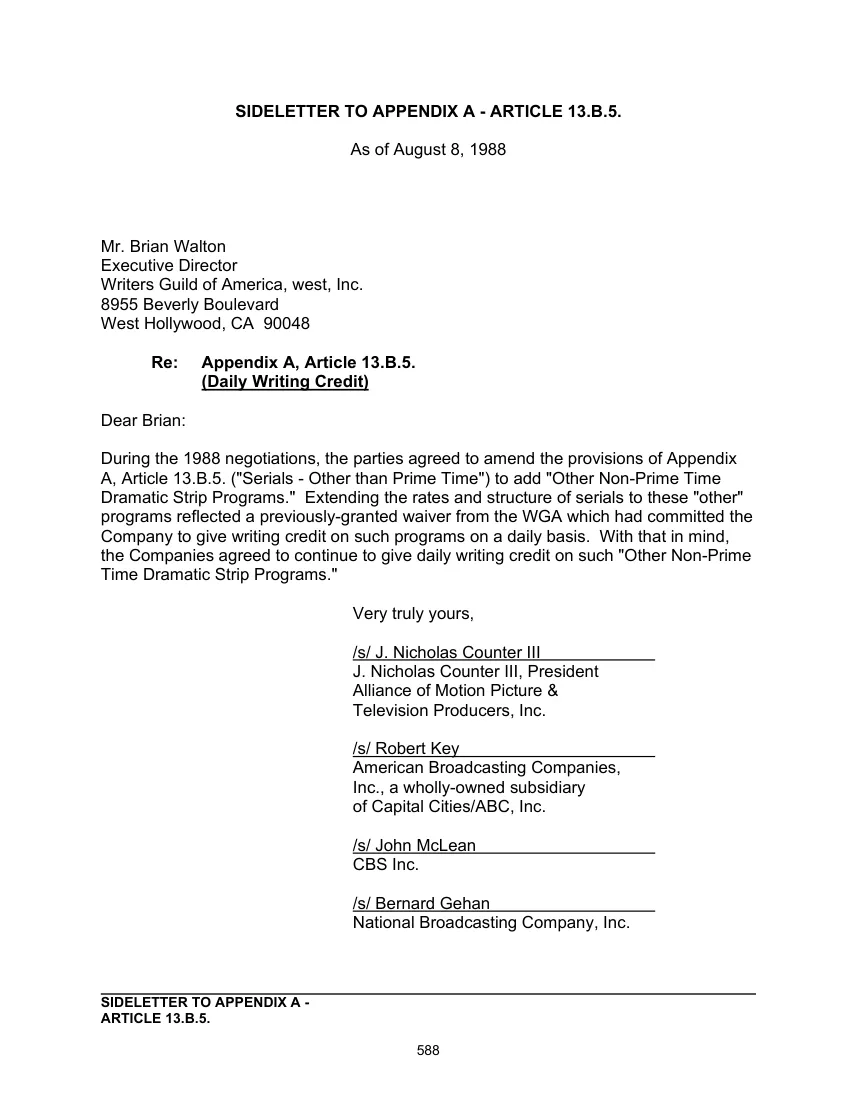 SIDELETTER TO APPENDIX A - ARTICLE 13.B.5.
As of August 8, 1988
Mr. Brian Walton
Executive Director
Writers Guild of America, west, Inc.
8955 Beverly Boulevard
West Hollywood, CA  90048
Re: Appendix A, Article 13.B.5.
(Daily Writing Credit)
Dear Brian:
During the 1988 negotiations, the parties agreed to amend the provisions of Appendix
A, Article 13.B.5. ("Serials - Other than Prime Time") to add "Other Non-Prime Time
Dramatic Strip Programs."  Extending the rates and structure of serials to these "other"
programs reflected a previously-granted waiver from the WGA which had committed the
Company to give writing credit on such programs on a daily basis.  With that in mind,
the Companies agreed to continue to give daily writing credit on such "Other Non-Prime
Time Dramatic Strip Programs."
Very truly yours,
/s/ J. Nicholas Counter III
J. Nicholas Counter III, President
Alliance of Motion Picture &
Television Producers, Inc.
/s/ Robert Key
American Broadcasting Companies,
Inc., a wholly-owned subsidiary
of Capital Cities/ABC, Inc.
/s/ John McLean
CBS Inc.
/s/ Bernard Gehan
National Broadcasting Company, Inc.
SIDELETTER TO APPENDIX A -
ARTICLE 13.B.5.
588